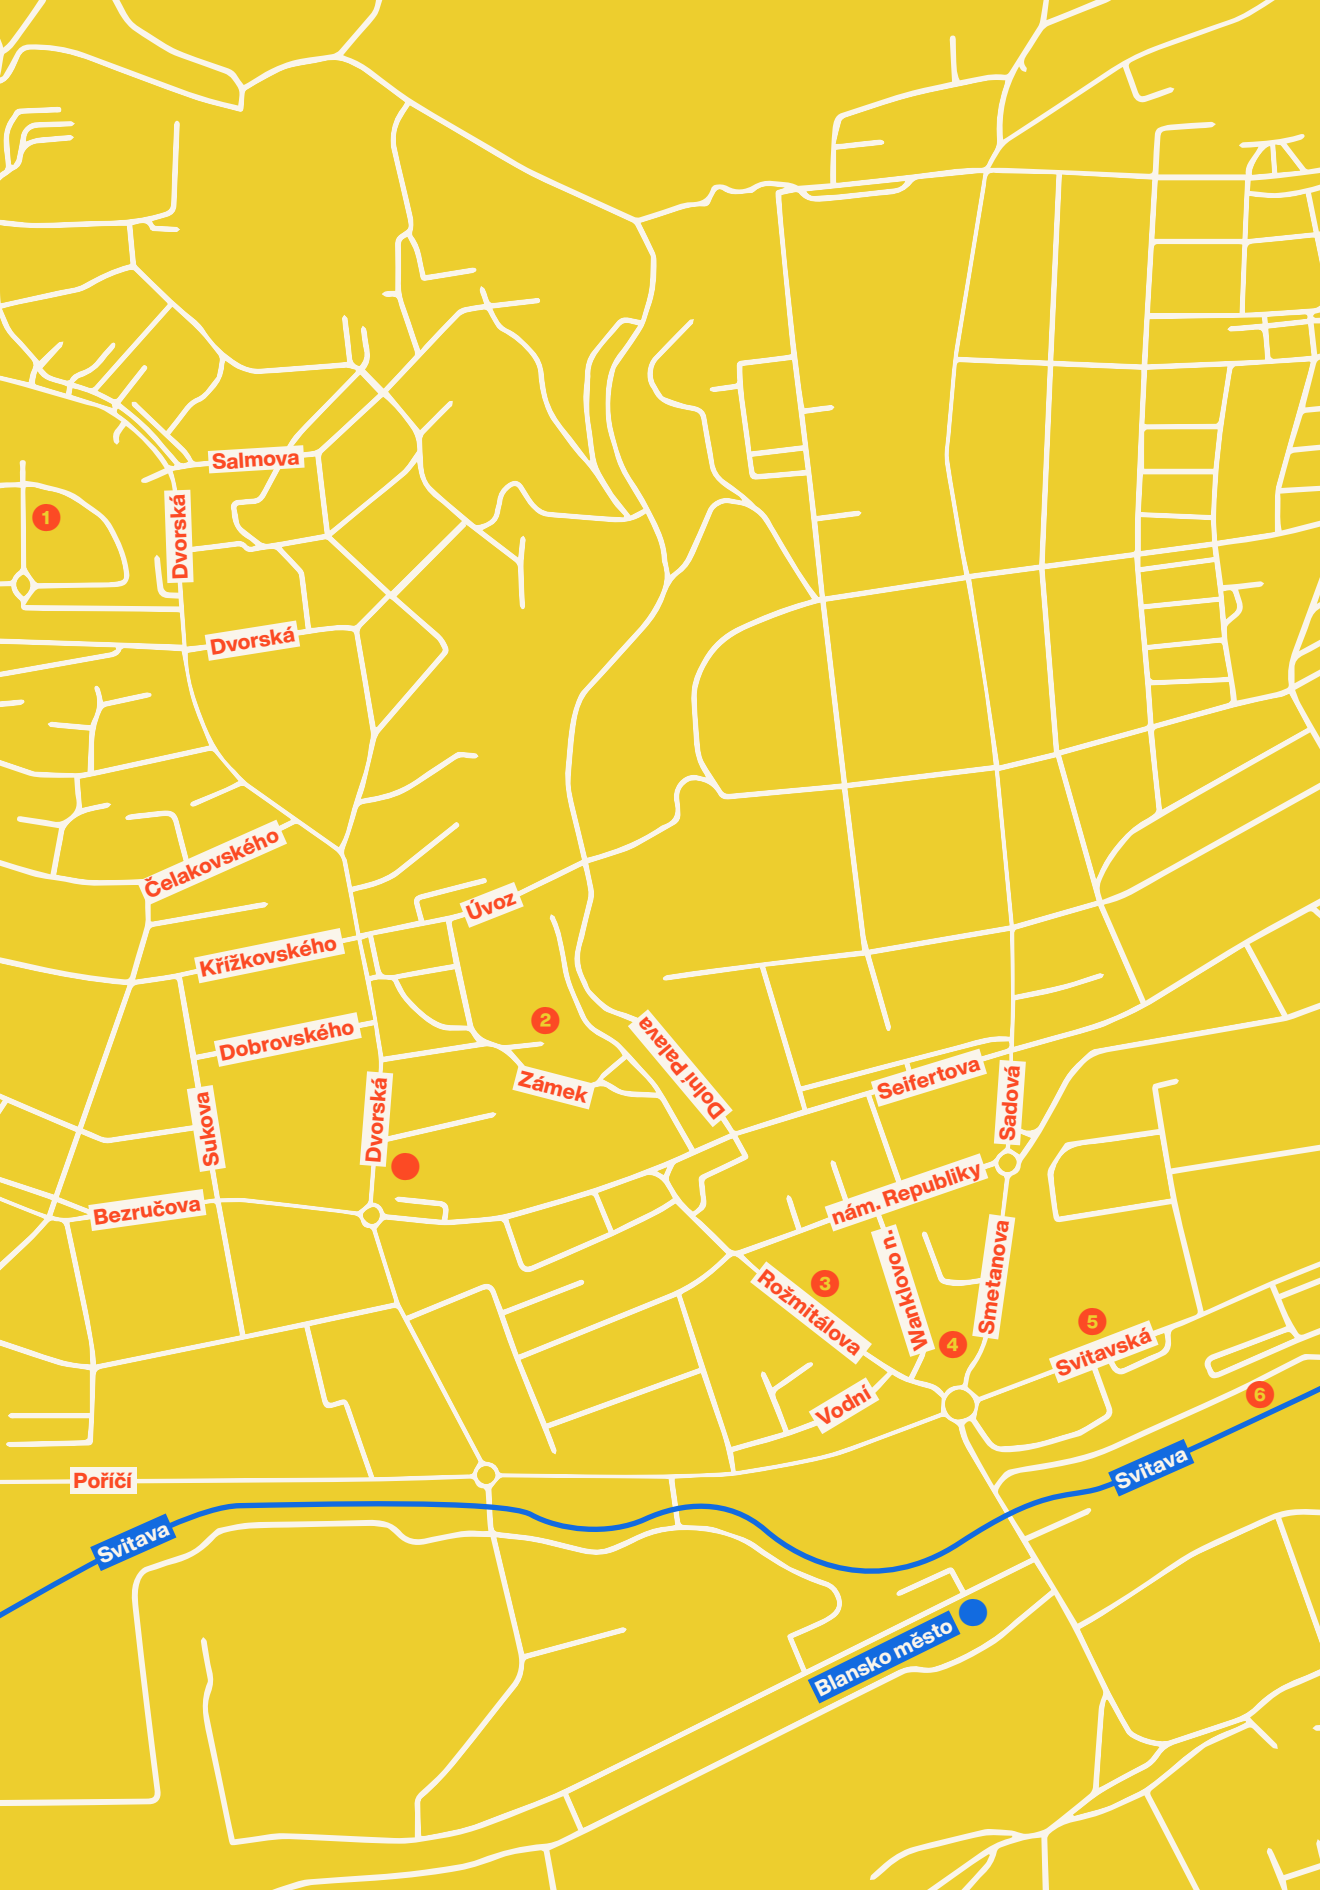 Salmova
1
Dvorská
Dvorská
Čelakovského
Úvoz
Křížkovského
2
Dobrovského
Dolní Palava
Zámek
Seifertova
Sadová
Sukova
Dvorská
nám. Republiky
Bezručova
Wanklovo n.
Smetanova
3
Rožmitálova
4
5
Svitavská
6
Vodní
Poříčí
Svitava
Svitava
Blansko město